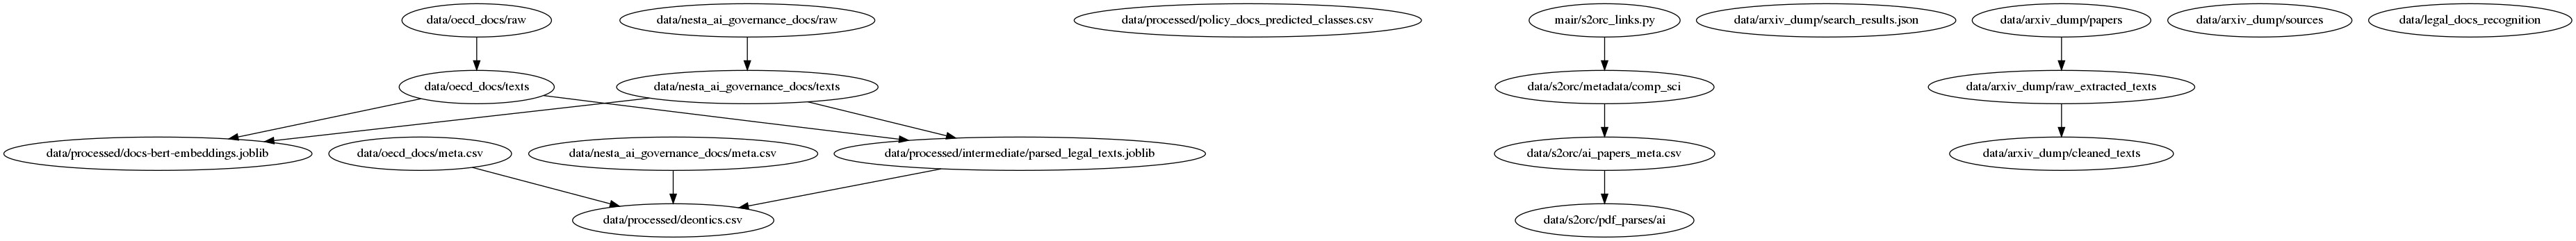 data/oecd_docs/raw
data/nesta_ai_governance_docs/raw
data/processed/policy_docs_predicted_classes.csv
mair/s2orc_links.py
data/arxiv_dump/search_results.json
data/arxiv_dump/papers
data/arxiv_dump/sources
data/legal_docs_recognition
data/oecd_docs/texts
data/nesta_ai_governance_docs/texts
data/s2orc/metadata/comp_sci
data/arxiv_dump/raw_extracted_texts
data/processed/docs-bert-embeddings.joblib
data/oecd_docs/meta.csv
data/nesta_ai_governance_docs/meta.csv
data/processed/intermediate/parsed_legal_texts.joblib
data/s2orc/ai_papers_meta.csv
data/arxiv_dump/cleaned_texts
data/processed/deontics.csv
data/s2orc/pdf_parses/ai